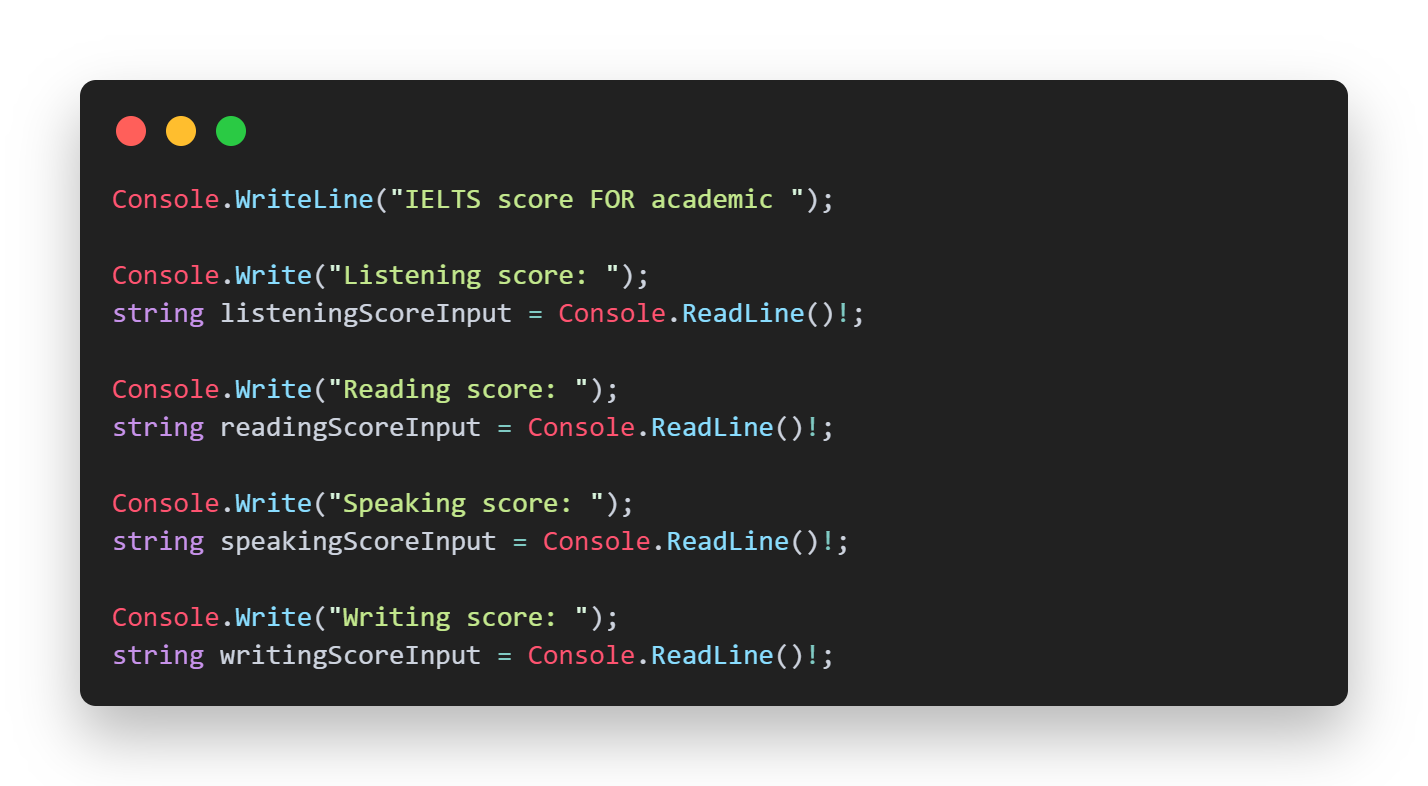 Console.WriteLine("IELTS score FOR academic ");
Console.Write("Listening score: ");
string listeningScoreInput = Console.ReadLine()!;
Console.Write("Reading score: ");
string readingScoreInput = Console.ReadLine()!;
Console.Write("Speaking score: ");
string speakingScoreInput = Console.ReadLine()!;
Console.Write("Writing score: ");
string writingScoreInput = Console.ReadLine()!;